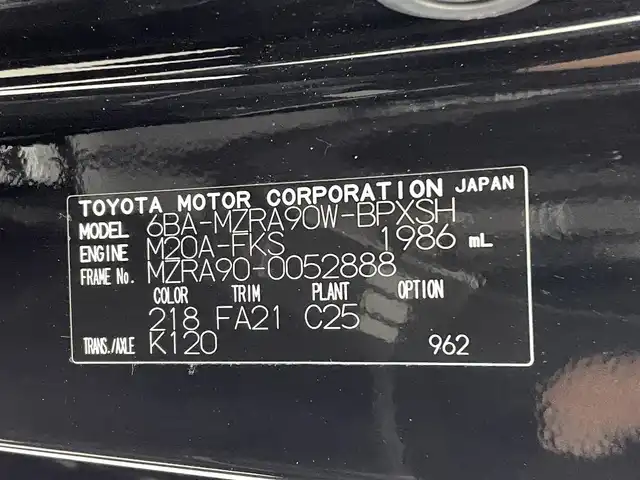 TOYOTA MOTOR CORPORATION JAPAN
MODEL 6BA-MZRA90W-BPXSH
ENGINE M20A-FKS 1986 mL
FRAME No. MZRA90-0052888
COLOR TRIM PLANT OPTION
218 FA21 C25
TRANS./AXLE K120 962